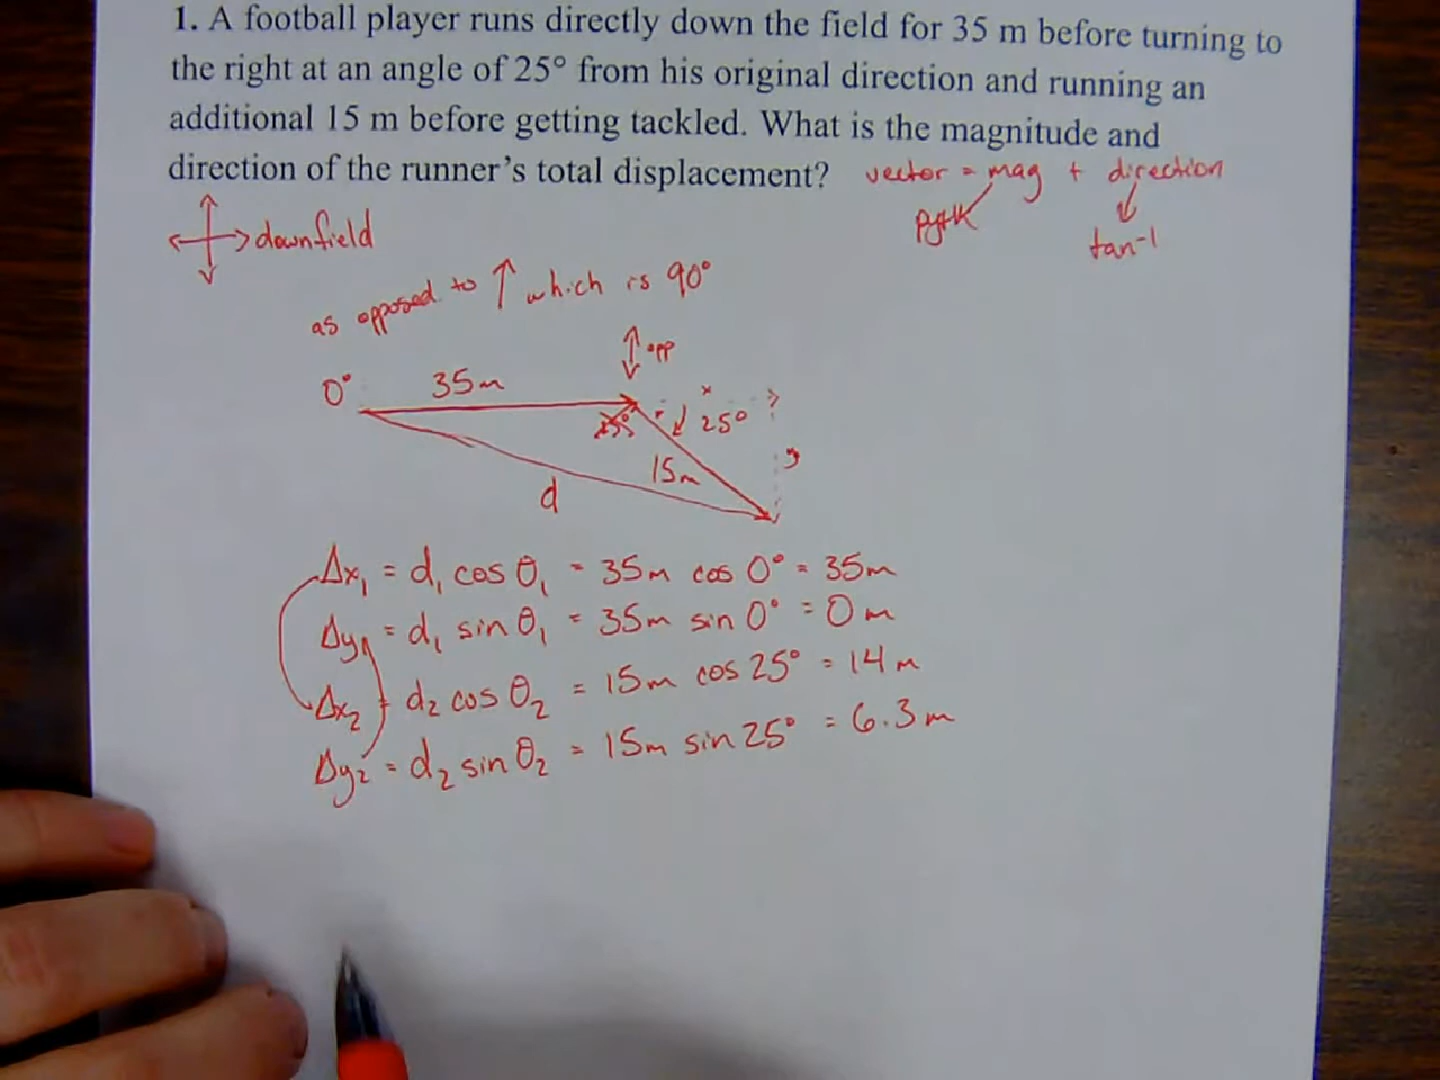 1. A football player runs directly down the field for 35 m before turning to
the right at an angle of 25° from his original direction and running an
additional 15 m before getting tackled. What is the magnitude and
direction of the runner's total displacement? vector = mag + direction
pyth
tan-1
downfield
as opposed to ↑ which is 90°
opp
0° 35m
x
25°
y
15m
d
Δx₁ = d₁ cos θ₁ = 35m cos 0° = 35m
Δy₁ = d₁ sin θ₁ = 35m sin 0° = 0m
Δx₂ = d₂ cos θ₂ = 15m cos 25° = 14m
Δy₂ = d₂ sin θ₂ = 15m sin 25° = 6.3m